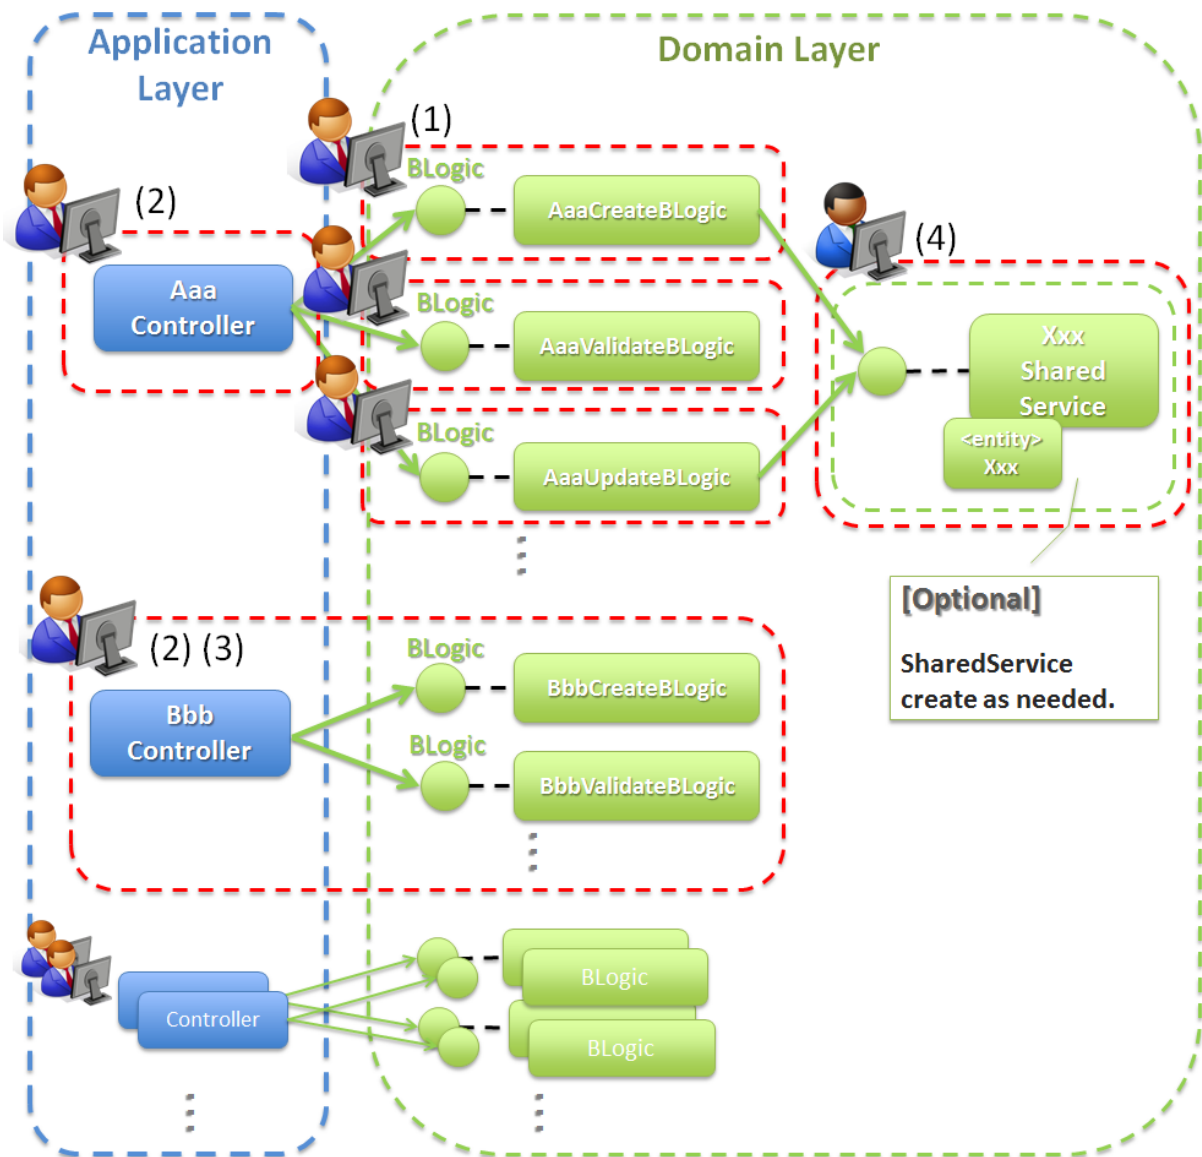 Application
Layer
Domain Layer
(1)
(2)
BLogic
AaaCreateBLogic
(4)
Aaa
Controller
BLogic
AaaValidateBLogic
Xxx
Shared
Service
<entity>
Xxx
BLogic
AaaUpdateBLogic
[Optional]
SharedService
create as needed.
(2) (3)
BLogic
BbbCreateBLogic
Bbb
Controller
BLogic
BbbValidateBLogic
Controller
BLogic
BLogic